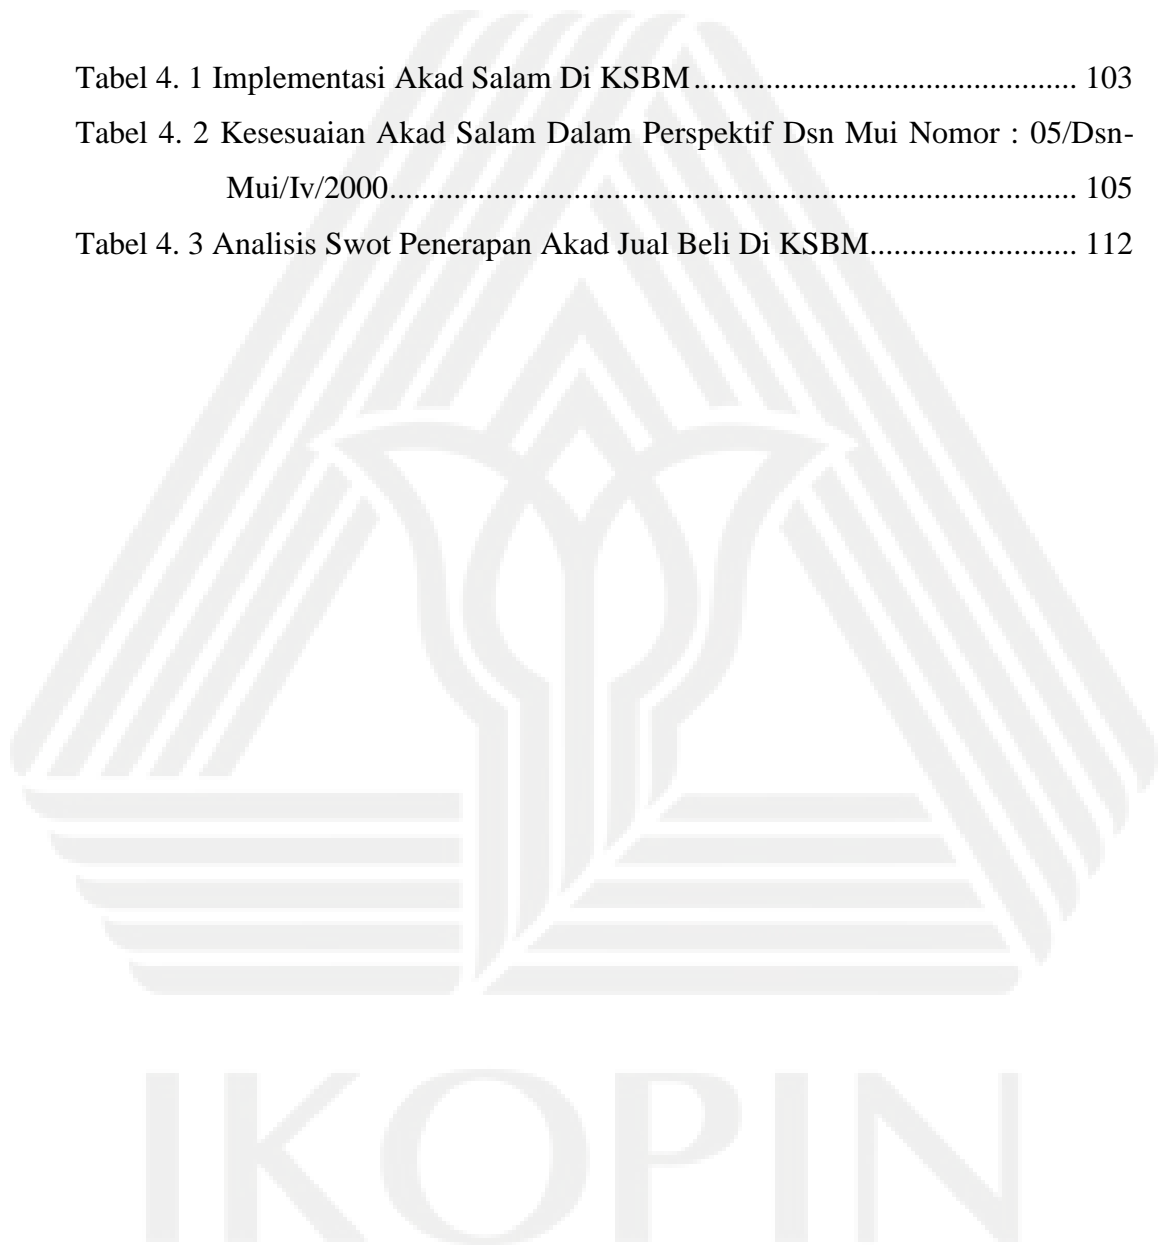 Tabel 4. 1 Implementasi Akad Salam Di KSBM................................................ 103
Tabel 4. 2 Kesesuaian Akad Salam Dalam Perspektif Dsn Mui Nomor : 05/Dsn-
Mui/Iv/2000...................................................................................... 105
Tabel 4. 3 Analisis Swot Penerapan Akad Jual Beli Di KSBM.......................... 112
IKOPIN